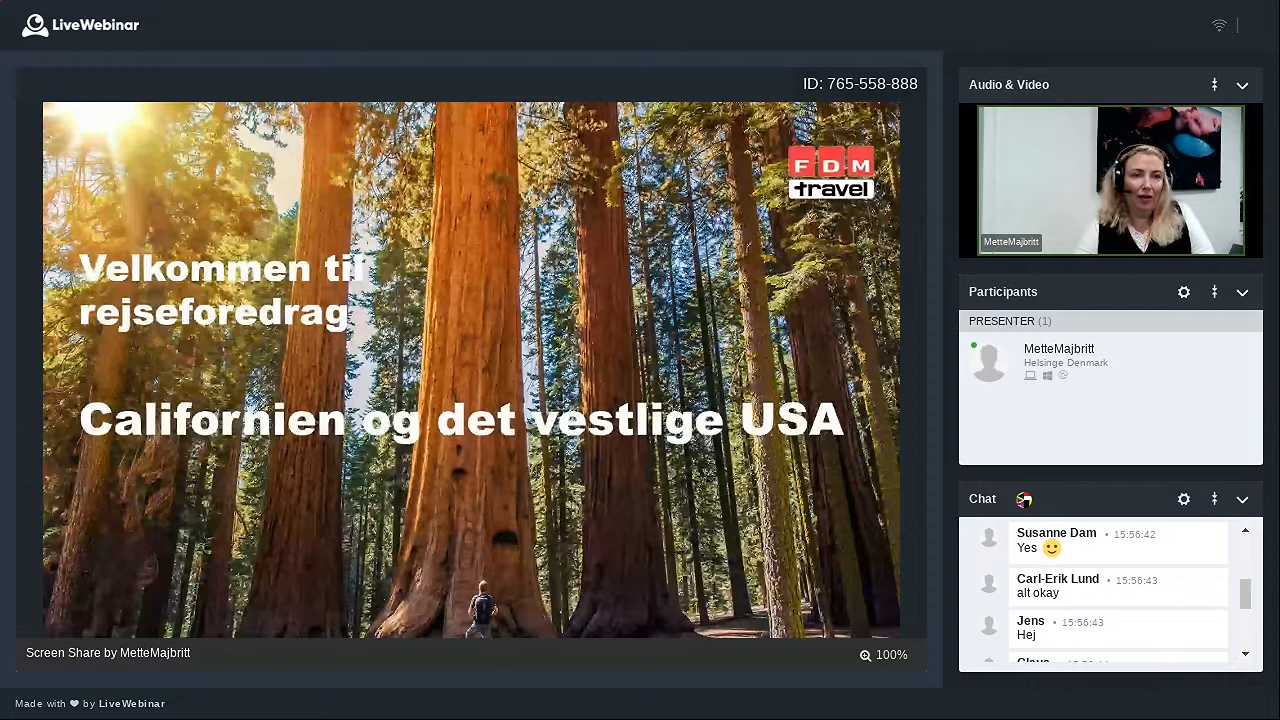 LiveWebinar
ID: 765-558-888
FDM
travel
Velkommen til
rejseforedrag
Californien og det vestlige USA
Screen Share by MetteMajbritt
100%
Audio & Video
MetteMajbritt
Participants
PRESENTER (1)
MetteMajbritt
Helsinge Denmark
Chat
Susanne Dam • 15:56:42
Yes
Carl-Erik Lund • 15:56:43
alt okay
Jens • 15:56:43
Hej
Made with ❤ by LiveWebinar